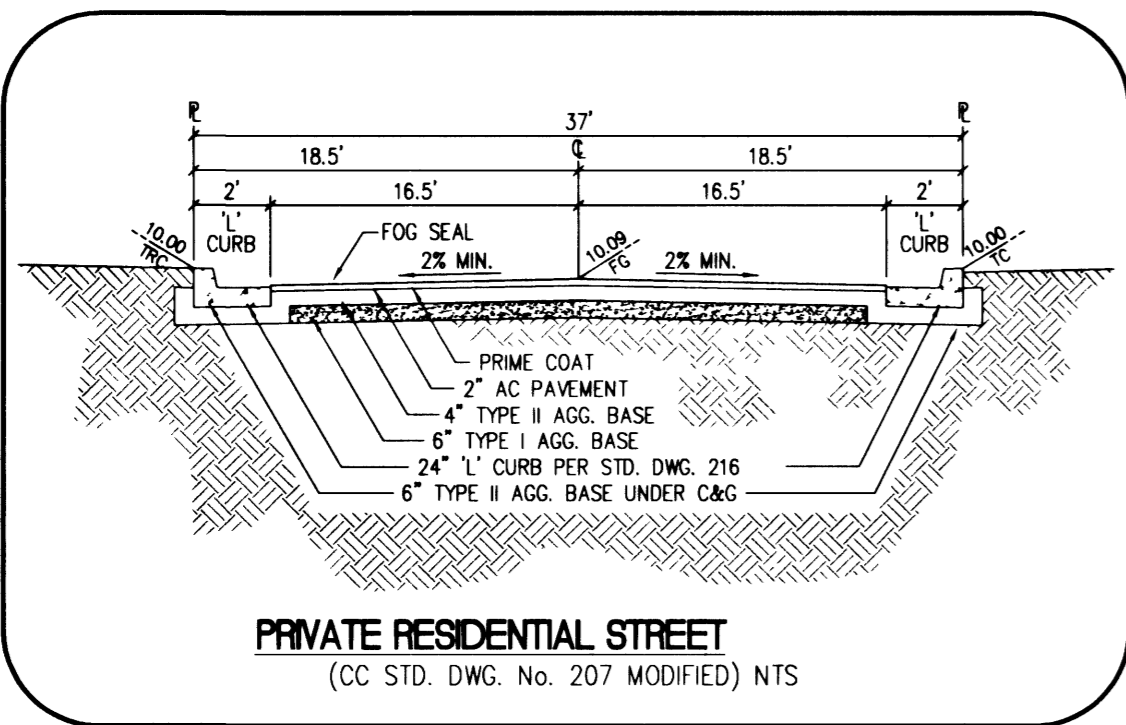 PL PL
37'
CL
18.5' 18.5'
2' 16.5' 16.5' 2'
'L' CURB 'L' CURB
10.00 TRC
FOG SEAL
10.09 FG
10.00 TC
2% MIN. 2% MIN.
PRIME COAT
2" AC PAVEMENT
4" TYPE II AGG. BASE
6" TYPE I AGG. BASE
24" 'L' CURB PER STD. DWG. 216
6" TYPE II AGG. BASE UNDER C&G
PRIVATE RESIDENTIAL STREET
(CC STD. DWG. No. 207 MODIFIED) NTS